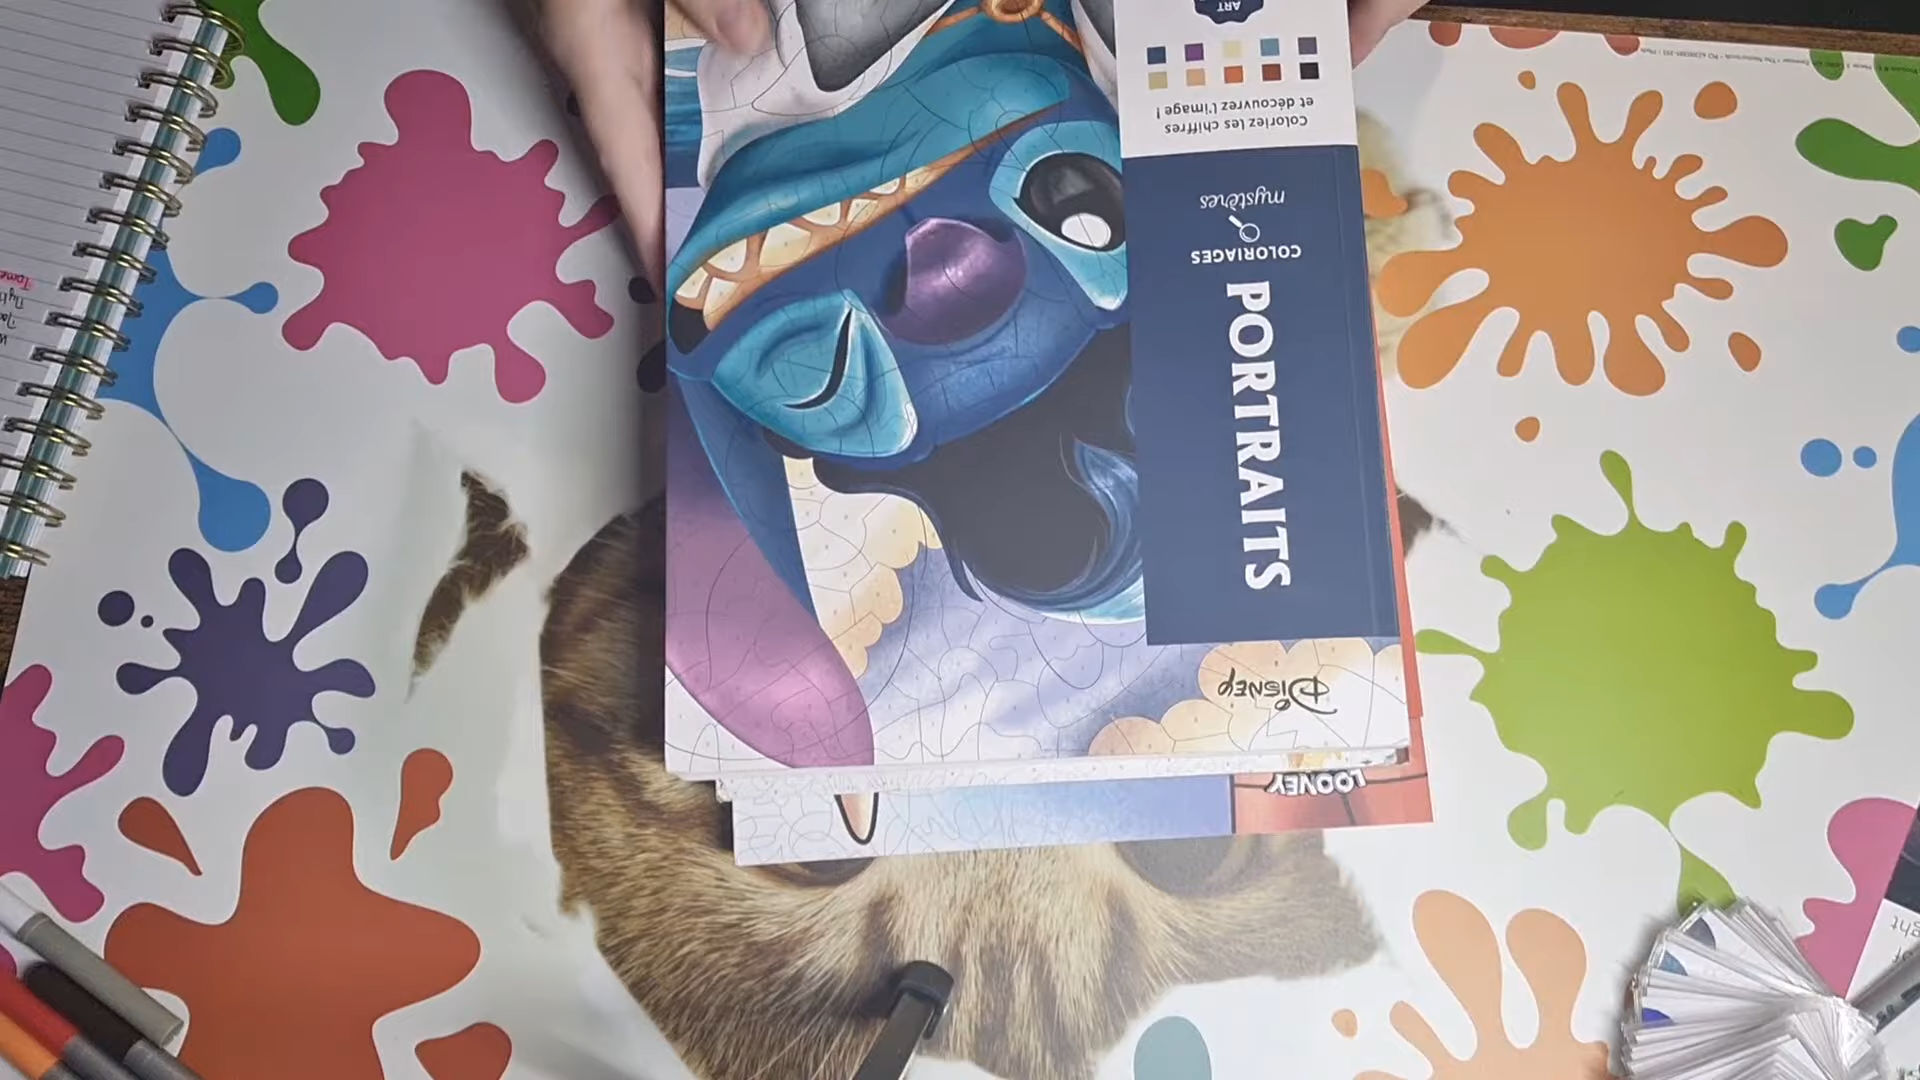 Disney
PORTRAITS
COLORIAGES
mystères
Coloriez les chiffres
et découvrez l'image !
ART
LOONEY